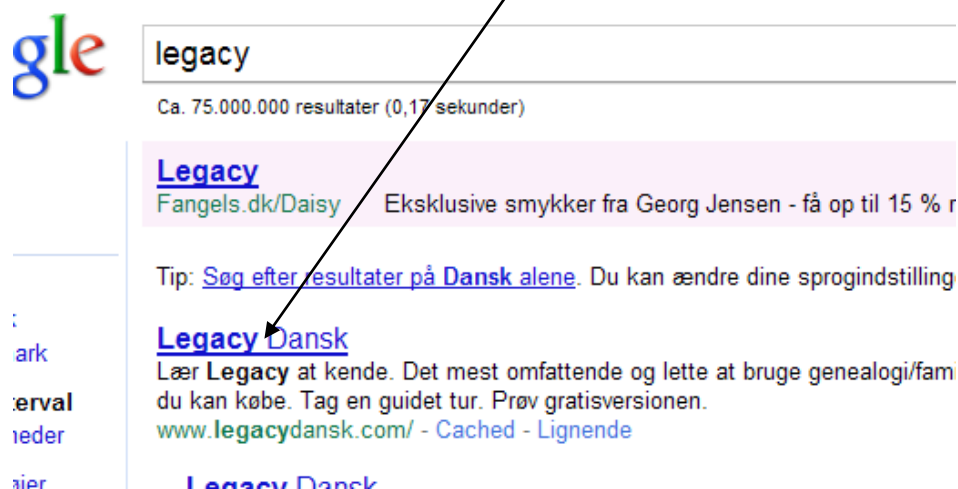 gle
legacy
Ca. 75.000.000 resultater (0,17 sekunder)
Legacy
Fangels.dk/Daisy Eksklusive smykker fra Georg Jensen - få op til 15 %
Tip: Søg efter resultater på Dansk alene. Du kan ændre dine sprogindstilling
Legacy Dansk
ark
Lær Legacy at kende. Det mest omfattende og lette at bruge genealogi/fami
erval
du kan købe. Tag en guidet tur. Prøv gratisversionen.
neder
www.legacydansk.com/ - Cached - Lignende
Legacy Dansk